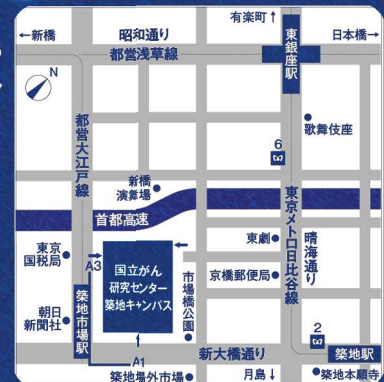 ←新橋
昭和通り
有楽町↑
日本橋→
都営浅草線
東銀座駅
N
歌舞伎座
都営大江戸線
6
新橋
演舞場
首都高速
東京メトロ日比谷線
晴海通り
東劇
東京
国税局
A3
国立がん
研究センター
築地キャンパス
京橋郵便局
市場橋公園
朝日
新聞社
築地市場駅
2
A1
新大橋通り
築地駅
築地場外市場
月島↓
築地本願寺